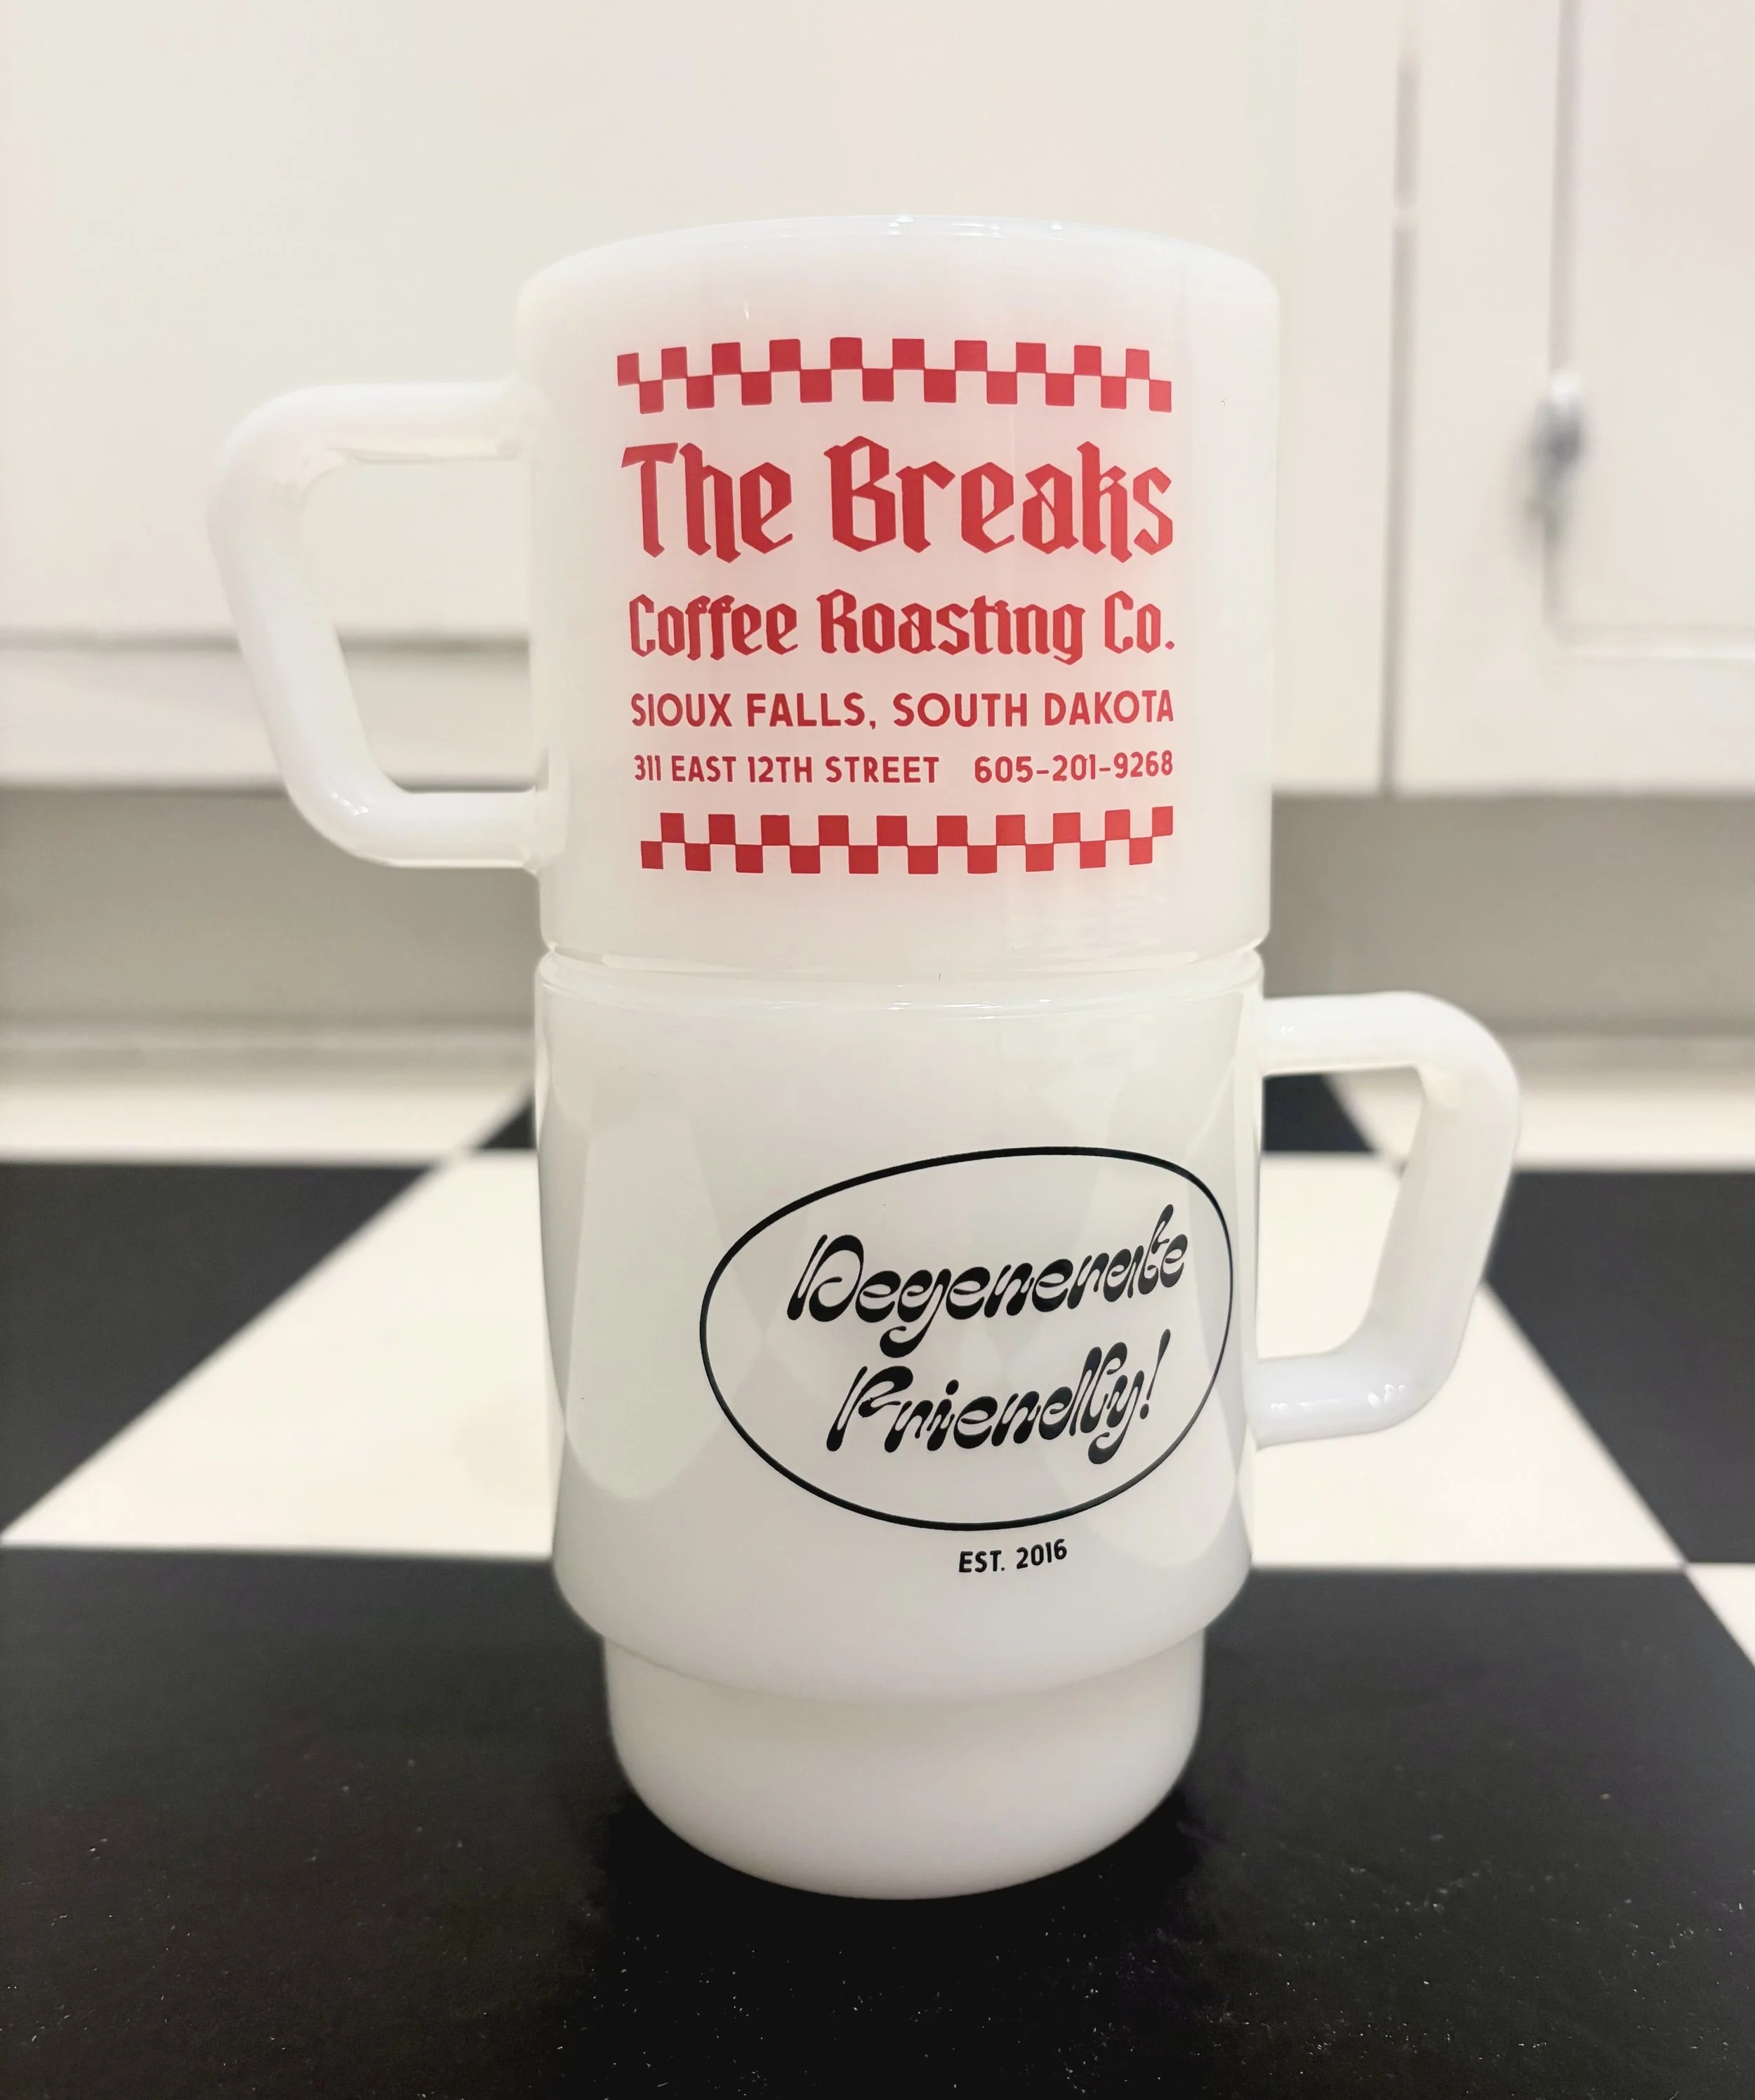 The Breaks
Coffee Roasting Co.
SIOUX FALLS, SOUTH DAKOTA
311 EAST 12TH STREET 605-201-9268
Degenerate
Friendly!
EST. 2016